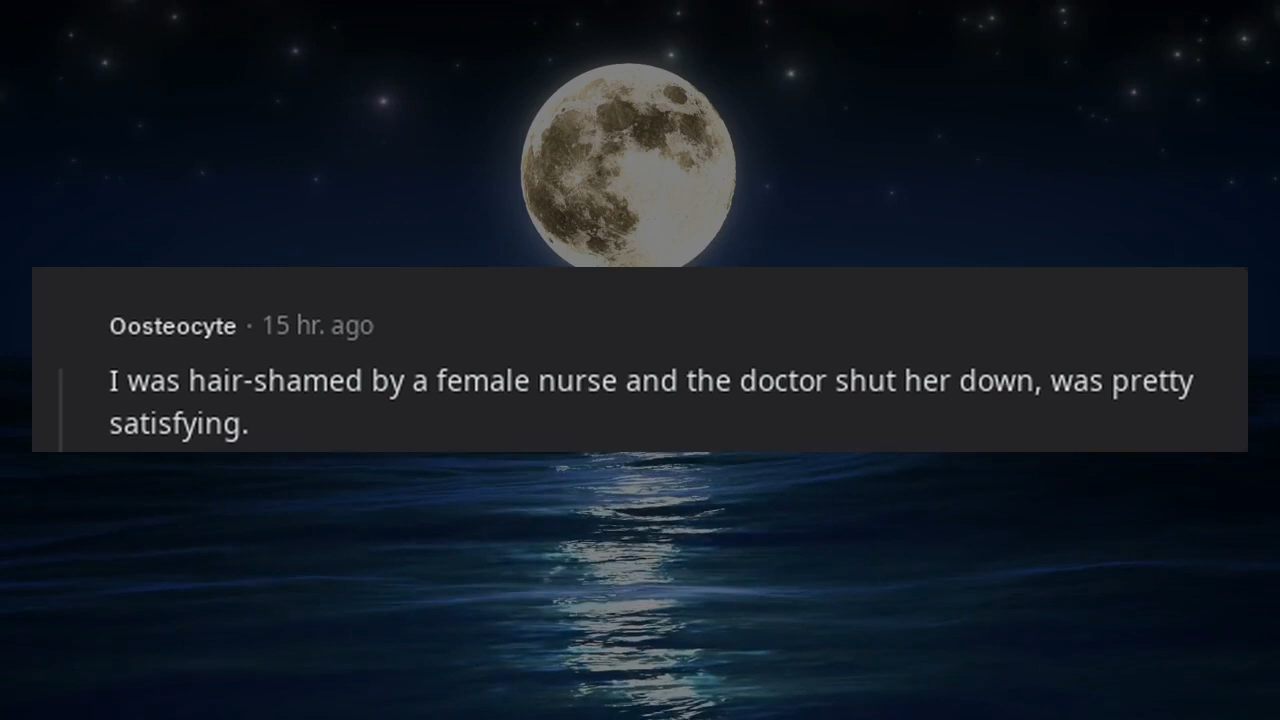 Oosteocyte · 15 hr. ago
I was hair-shamed by a female nurse and the doctor shut her down, was pretty
satisfying.